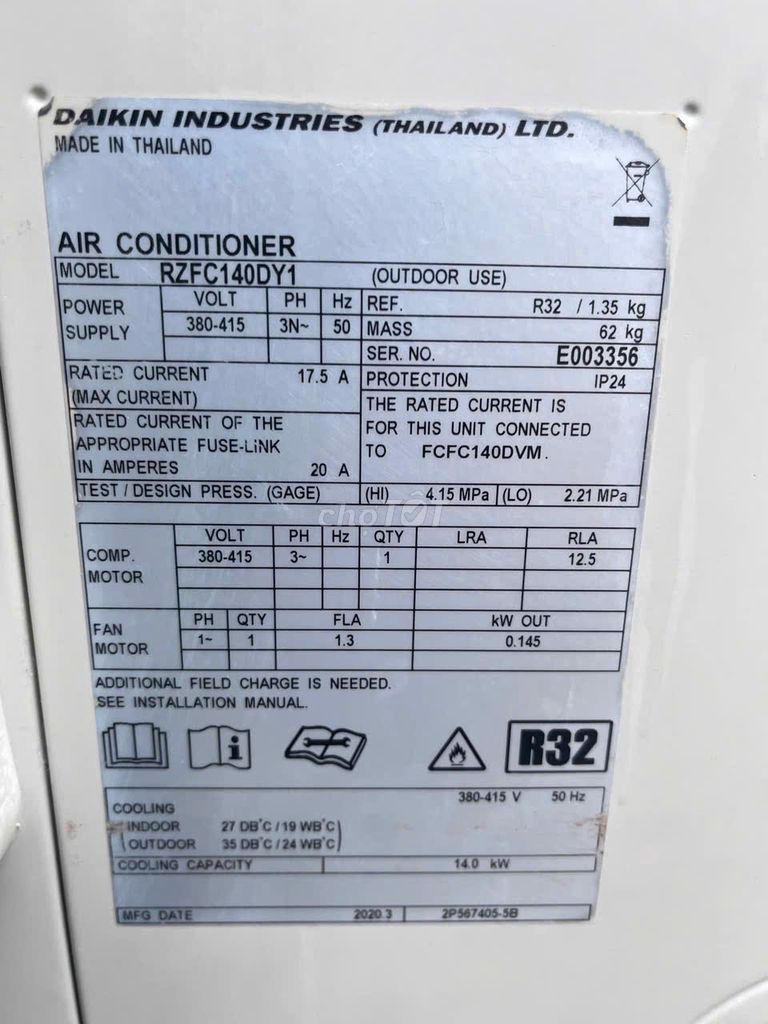 DAIKIN INDUSTRIES (THAILAND) LTD.
MADE IN THAILAND
AIR CONDITIONER
MODEL RZFC140DY1 (OUTDOOR USE)
POWER SUPPLY VOLT PH Hz
380-415 3N~ 50
REF. R32 / 1.35 kg
MASS 62 kg
SER. NO. E003356
PROTECTION IP24
RATED CURRENT 17.5 A
(MAX CURRENT)
RATED CURRENT OF THE
APPROPRIATE FUSE-LiNK
IN AMPERES 20 A
THE RATED CURRENT IS
FOR THIS UNIT CONNECTED
TO FCFC140DVM.
TEST / DESIGN PRESS. (GAGE) (HI) 4.15 MPa (LO) 2.21 MPa
choTỐT
COMP. MOTOR VOLT PH Hz QTY LRA RLA
380-415 3~ 1 12.5
FAN MOTOR PH QTY FLA kW OUT
1~ 1 1.3 0.145
ADDITIONAL FIELD CHARGE IS NEEDED.
SEE INSTALLATION MANUAL.
i
R32
380-415 V 50 Hz
COOLING
INDOOR 27 DB°C / 19 WB°C
OUTDOOR 35 DB°C / 24 WB°C
COOLING CAPACITY 14.0 kW
MFG DATE 2020.3 2P567405-5B